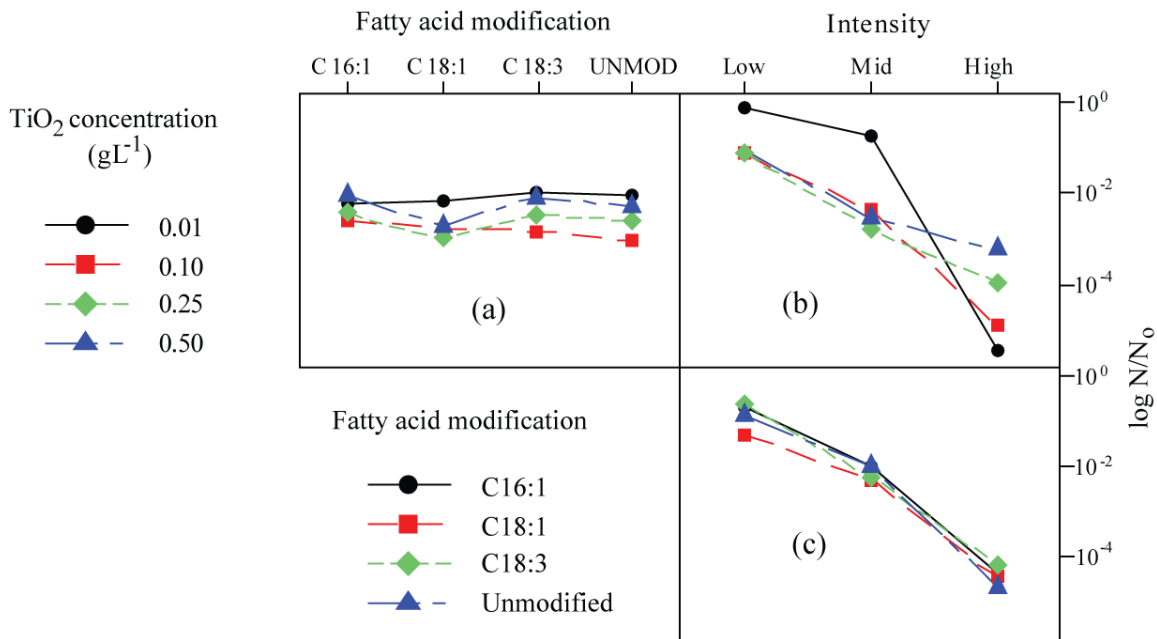 Fatty acid modification
Intensity
C 16:1 C 18:1 C 18:3 UNMOD
Low Mid High
TiO2 concentration
(gL-1)
0.01
0.10
0.25
0.50
(a)
(b)
10^0
10^-2
10^-4
Fatty acid modification
C16:1
C18:1
C18:3
Unmodified
(c)
10^0
10^-2
10^-4
log N/No